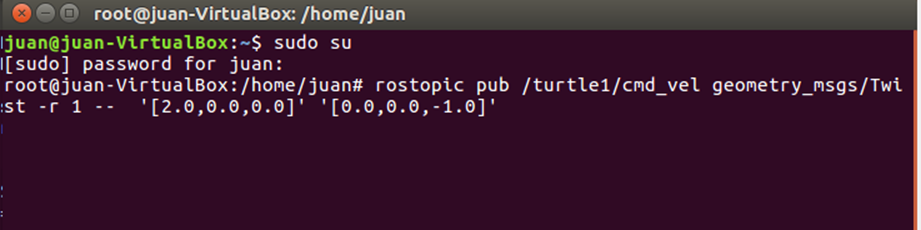 root@juan-VirtualBox: /home/juan
juan@juan-VirtualBox:~$ sudo su
[sudo] password for juan:
root@juan-VirtualBox:/home/juan# rostopic pub /turtle1/cmd_vel geometry_msgs/Twi
st -r 1 --  '[2.0,0.0,0.0]' '[0.0,0.0,-1.0]'